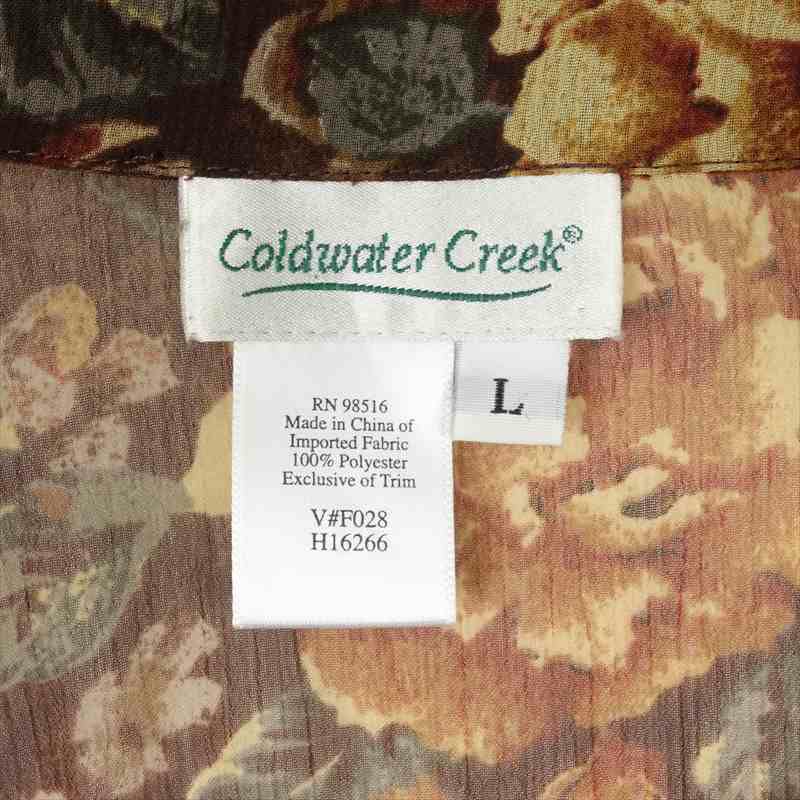 Coldwater Creek®
L
RN 98516
Made in China of
Imported Fabric
100% Polyester
Exclusive of Trim
V#F028
H16266